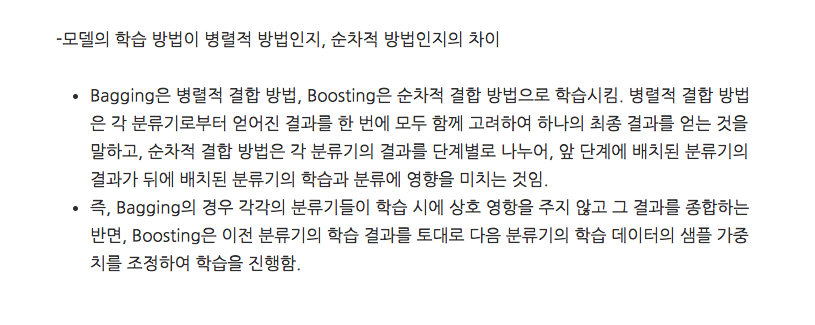 -모델의 학습 방법이 병렬적 방법인지, 순차적 방법인지의 차이
• Bagging은 병렬적 결합 방법, Boosting은 순차적 결합 방법으로 학습시킴. 병렬적 결합 방법
은 각 분류기로부터 얻어진 결과를 한 번에 모두 함께 고려하여 하나의 최종 결과를 얻는 것을
말하고, 순차적 결합 방법은 각 분류기의 결과를 단계별로 나누어, 앞 단계에 배치된 분류기의
결과가 뒤에 배치된 분류기의 학습과 분류에 영향을 미치는 것임.
• 즉, Bagging의 경우 각각의 분류기들이 학습 시에 상호 영향을 주지 않고 그 결과를 종합하는
반면, Boosting은 이전 분류기의 학습 결과를 토대로 다음 분류기의 학습 데이터의 샘플 가중
치를 조정하여 학습을 진행함.